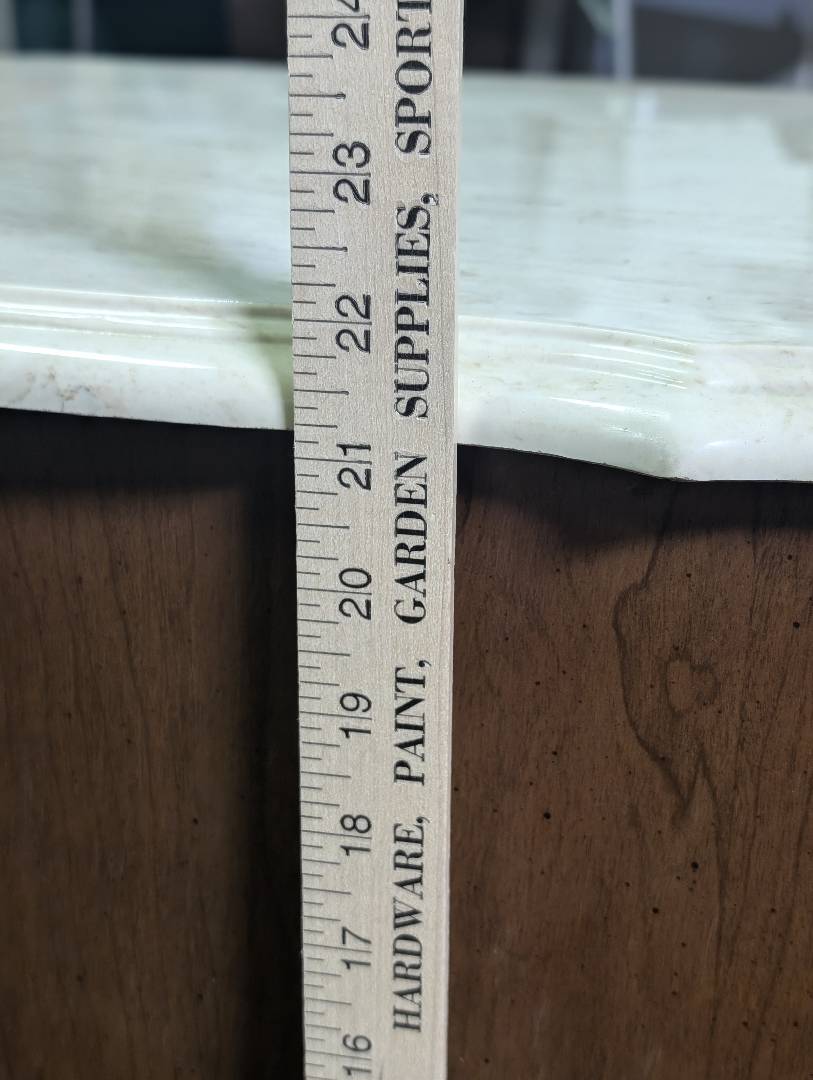 HARDWARE, PAINT, GARDEN SUPPLIES, SPORT
16 17 18 19 20 21 22 23 24